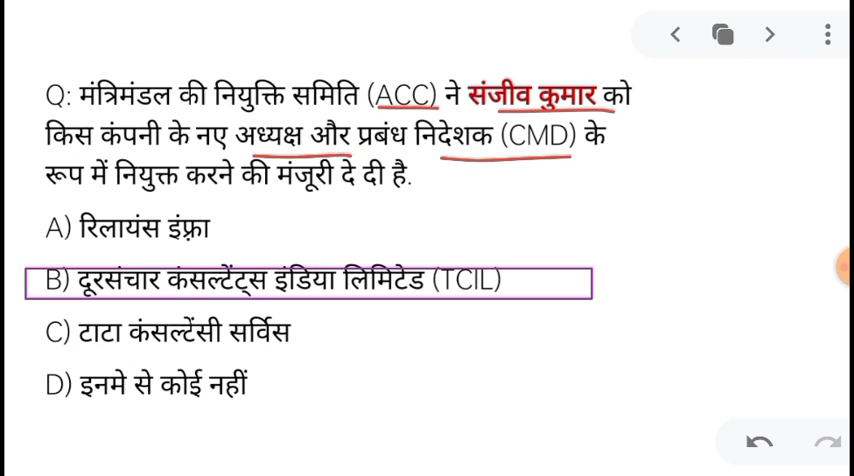 Q: मंत्रिमंडल की नियुक्ति समिति (ACC) ने संजीव कुमार को
किस कंपनी के नए अध्यक्ष और प्रबंध निदेशक (CMD) के
रूप में नियुक्त करने की मंजूरी दे दी है.
A) रिलायंस इंफ़्रा
B) दूरसंचार कंसल्टेंट्स इंडिया लिमिटेड (TCIL)
C) टाटा कंसल्टेंसी सर्विस
D) इनमे से कोई नहीं